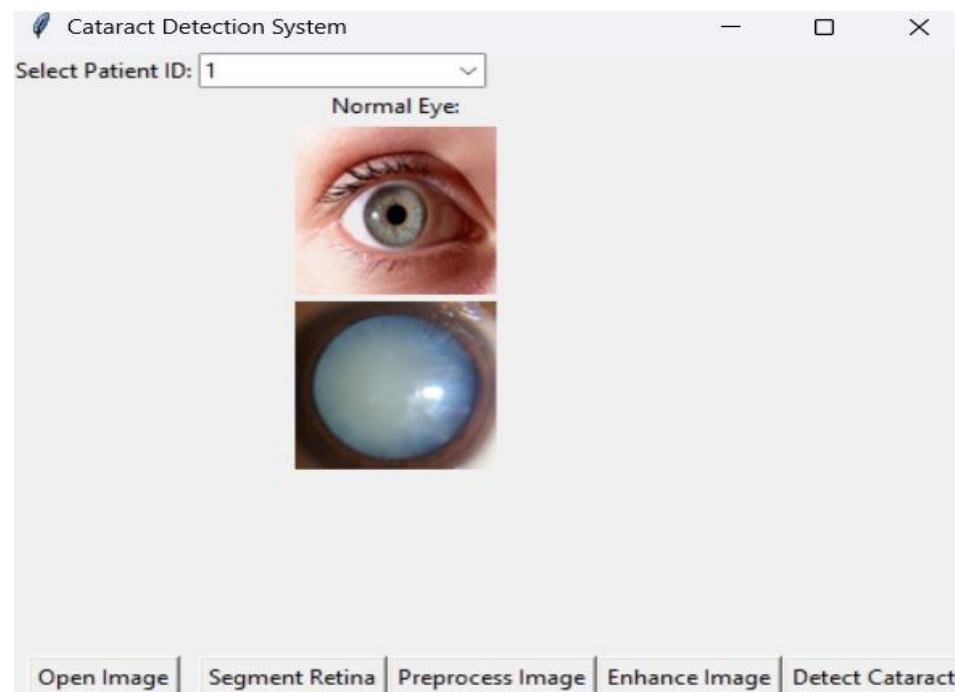 Cataract Detection System
Select Patient ID: 1
Normal Eye:
Open Image Segment Retina Preprocess Image Enhance Image Detect Cataract